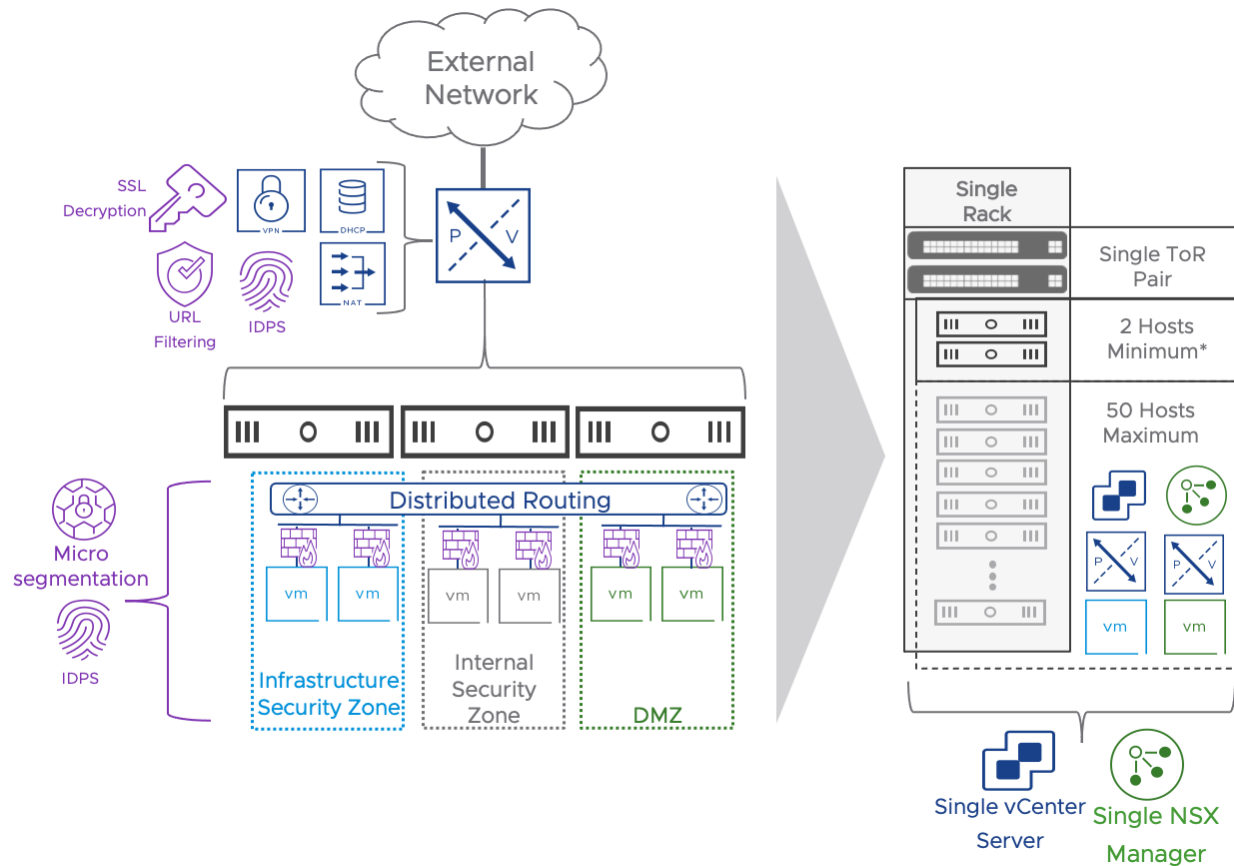 External
Network
SSL
Decryption
VPN
DHCP
P V
URL
Filtering
IDPS
NAT
Distributed Routing
vm
vm
vm
vm
vm
vm
Micro
segmentation
IDPS
Infrastructure
Security Zone
Internal
Security
Zone
DMZ
Single
Rack
Single ToR
Pair
2 Hosts
Minimum*
50 Hosts
Maximum
P V
P V
vm
vm
Single vCenter
Server
Single NSX
Manager